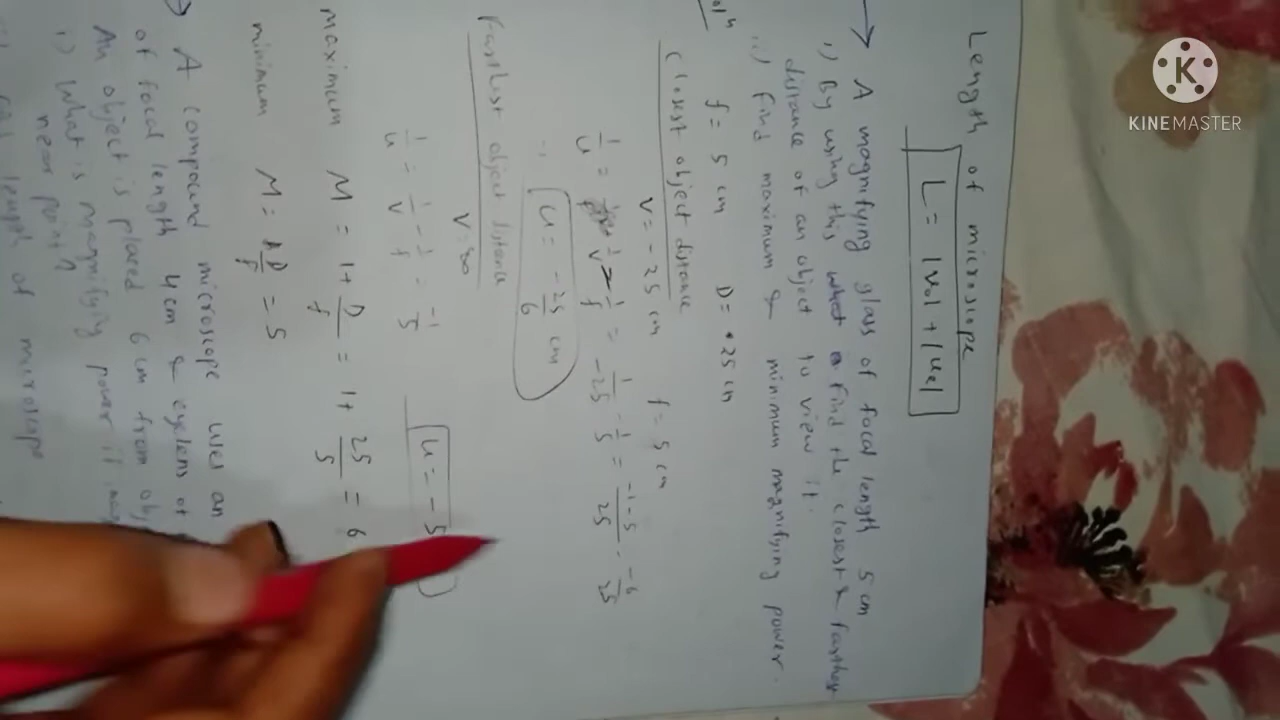 KINEMASTER
Length of microscope
L = |vo| + |ue|
→ A magnifying glass of focal length 5 cm
i) By using this find the closest & farthest
distance of an object to view it.
ii) Find maximum & minimum magnifying power.
f = 5 cm D = 25 cm
Closest object distance
v = -25 cm f = 5 cm
1/u = 1/v - 1/f = 1/-25 - 1/5 = -1-5/25 = -6/25
∴ u = -25/6 cm
object distance
v = ∞
1/u = 1/v - 1/f = -1/5 u = -5
maximum M = 1 + D/f = 1 + 25/5 = 6
minimum M = D/f = 5
→ A compound microscope uses an
of focal length 4 cm & eyelens of
An object is placed 6 cm from
i) What is magnifying power if
near point
length of microscope